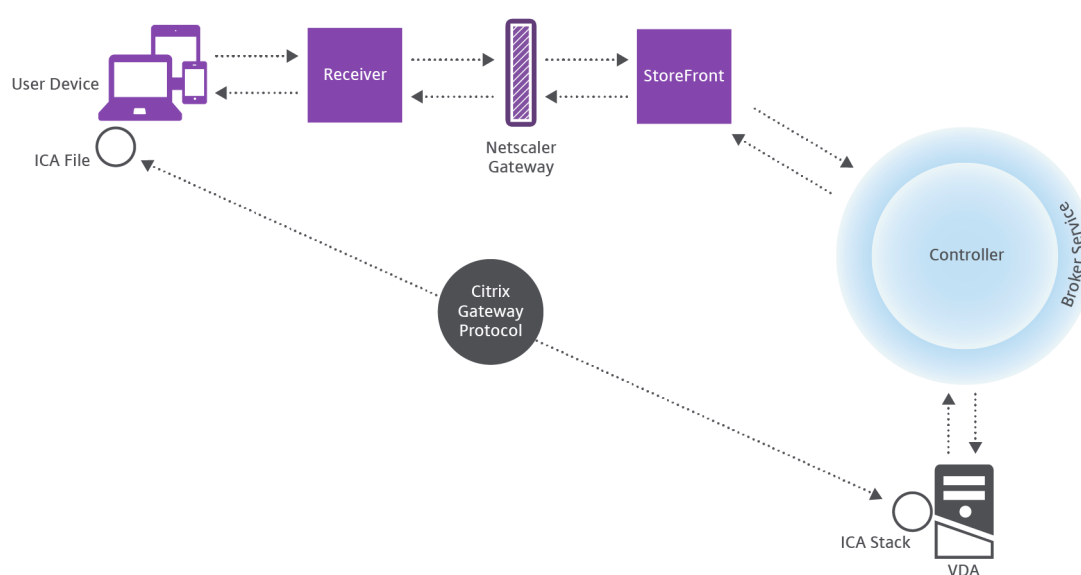 User Device
Receiver
StoreFront
ICA File
Netscaler
Gateway
Controller
Broker Service
Citrix
Gateway
Protocol
ICA Stack
VDA